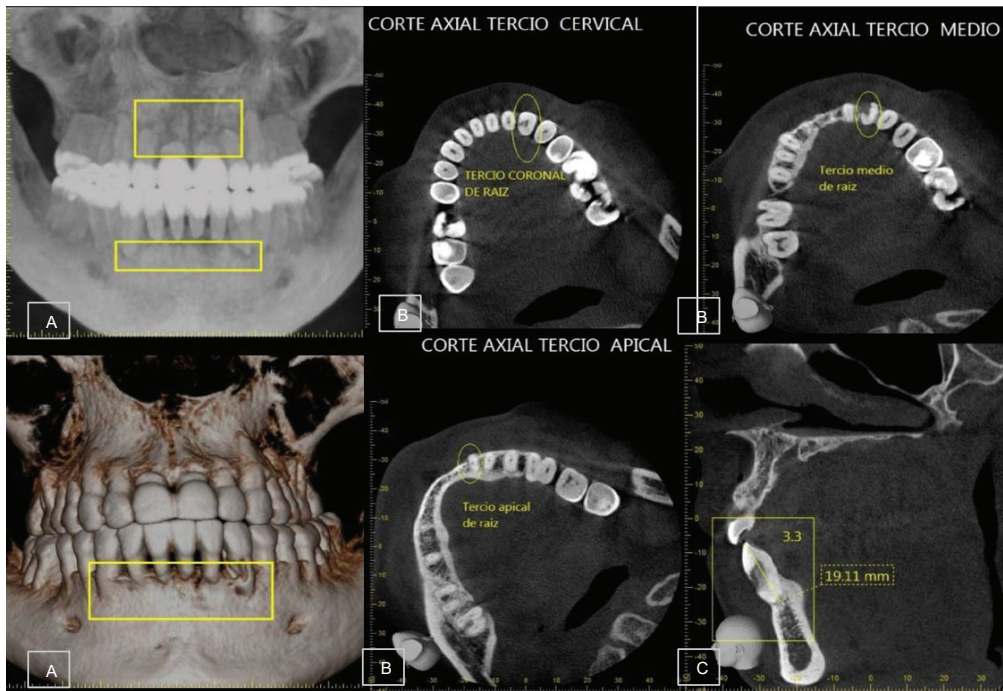 CORTE AXIAL TERCIO CERVICAL
CORTE AXIAL TERCIO MEDIO
TERCIO CORONAL
DE RAIZ
Tercio medio
de raiz
A
B
B
CORTE AXIAL TERCIO APICAL
Tercio apical
de raiz
3.3
19.11 mm
A
B
C